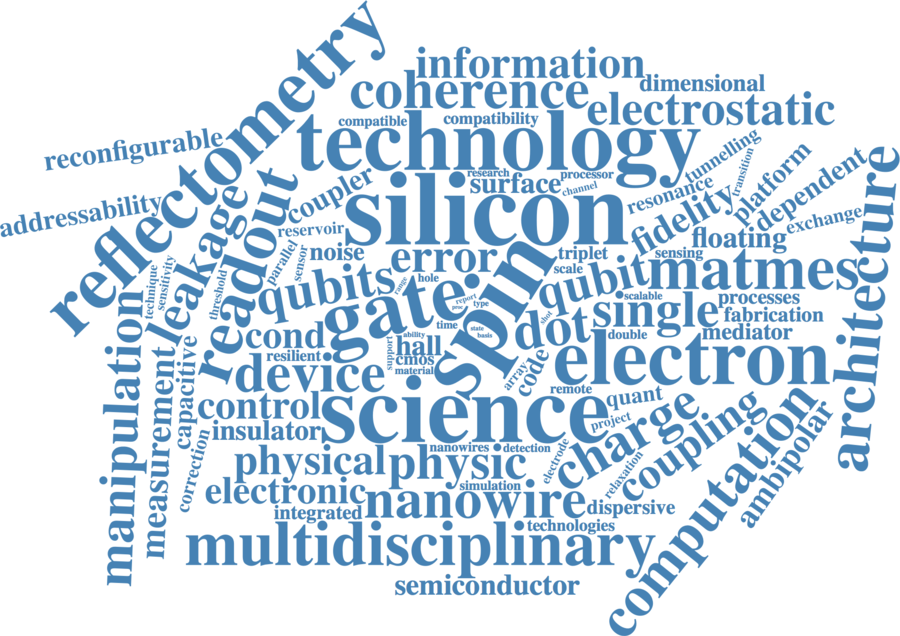 reflectometry
information
coherence
dimensional
electrostatic
compatible
compatibility
technology
reconfigurable
addressability
leakage
readout
coupler
research
processor
surface
channel
silicon
resonance
tunnelling
transition
platform
dependent
exchange
architecture
fidelity
floating
sensing
reservoir
parallel
sensor
noise
error
triplet
scale
technique
sensitivity
threshold
qubits
range
hole
gate
report
type
proc
spin
qubit
matmes
scalable
shot
single
processes
fabrication
mediator
dot
double
time
state
basis
ability
support
hall
cmos
material
cond
resilient
device
array
code
electron
remote
quant
project
manipulation
measurement
capacitive
control
insulator
correction
science
charge
coupling
computation
ambipolar
nanowires
detection
electrode
relaxation
physical
physic
simulation
electronic
integrated
nanowire
dispersive
technologies
multidisciplinary
semiconductor